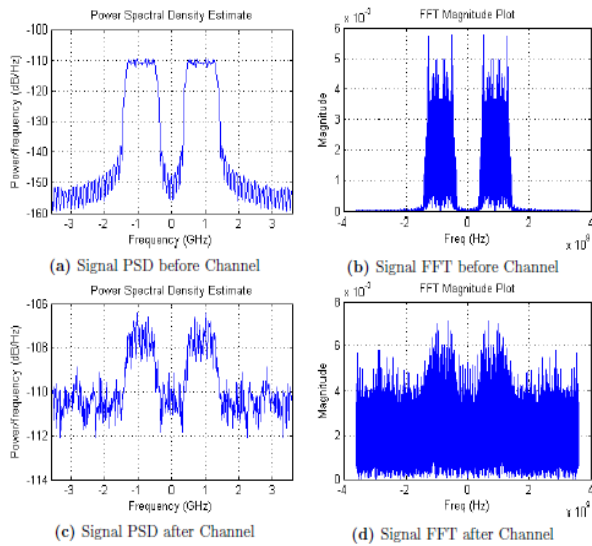 Power Spectral Density Estimate
-100
-110
-120
-130
-140
-150
-160
Power/frequency (dB/Hz)
-3 -2 -1 0 1 2 3
Frequency (GHz)
(a) Signal PSD before Channel
x 10⁻³ FFT Magnitude Plot
6
5
4
3
2
1
0
Magnitude
-4 -2 0 2 4
Freq (Hz)
x 10⁹
(b) Signal FFT before Channel
Power Spectral Density Estimate
-106
-108
-110
-112
-114
Power/frequency (dB/Hz)
-3 -2 -1 0 1 2 3
Frequency (GHz)
(c) Signal PSD after Channel
x 10⁻³ FFT Magnitude Plot
8
6
4
2
0
Magnitude
-4 -2 0 2 4
Freq (Hz)
x 10⁹
(d) Signal FFT after Channel